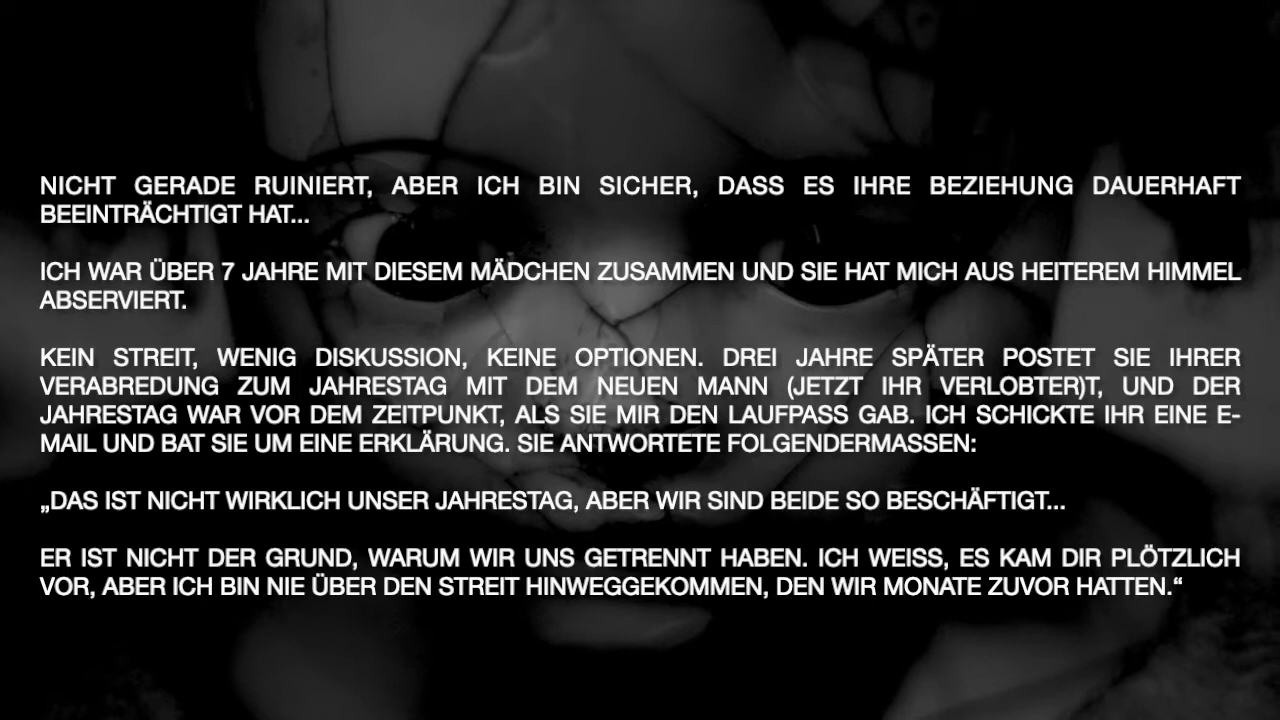 NICHT GERADE RUINIERT, ABER ICH BIN SICHER, DASS ES IHRE BEZIEHUNG DAUERHAFT
BEEINTRÄCHTIGT HAT...
ICH WAR ÜBER 7 JAHRE MIT DIESEM MÄDCHEN ZUSAMMEN UND SIE HAT MICH AUS HEITEREM HIMMEL
ABSERVIERT.
KEIN STREIT, WENIG DISKUSSION, KEINE OPTIONEN. DREI JAHRE SPÄTER POSTET SIE IHRER
VERABREDUNG ZUM JAHRESTAG MIT DEM NEUEN MANN (JETZT IHR VERLOBTER)T, UND DER
JAHRESTAG WAR VOR DEM ZEITPUNKT, ALS SIE MIR DEN LAUFPASS GAB. ICH SCHICKTE IHR EINE E-
MAIL UND BAT SIE UM EINE ERKLÄRUNG. SIE ANTWORTETE FOLGENDERMASSEN:
„DAS IST NICHT WIRKLICH UNSER JAHRESTAG, ABER WIR SIND BEIDE SO BESCHÄFTIGT...
ER IST NICHT DER GRUND, WARUM WIR UNS GETRENNT HABEN. ICH WEISS, ES KAM DIR PLÖTZLICH
VOR, ABER ICH BIN NIE ÜBER DEN STREIT HINWEGGEKOMMEN, DEN WIR MONATE ZUVOR HATTEN.“